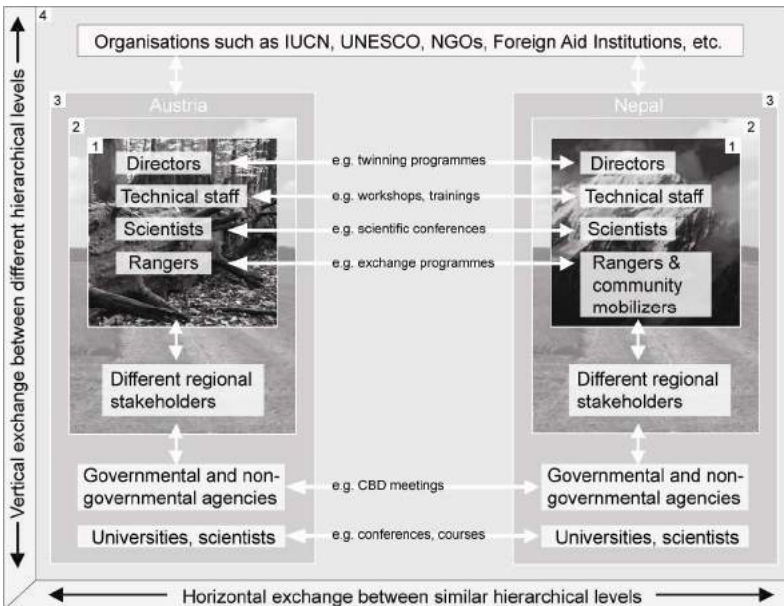 4
Organisations such as IUCN, UNESCO, NGOs, Foreign Aid Institutions, etc.
3
Austria
Nepal
3
2
2
1
1
Directors
e.g. twinning programmes
Directors
Technical staff
e.g. workshops, trainings
Technical staff
Scientists
e.g. scientific conferences
Scientists
Rangers
e.g. exchange programmes
Rangers &
community
mobilizers
Different regional
stakeholders
Different regional
stakeholders
Governmental and non-
governmental agencies
e.g. CBD meetings
Governmental and non-
governmental agencies
Universities, scientists
e.g. conferences, courses
Universities, scientists
Vertical exchange between different hierarchical levels
Horizontal exchange between similar hierarchical levels